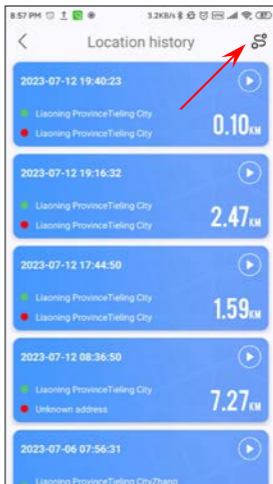 8:57 PM
3.2KB/s
Location history
2023-07-12 19:40:23
Liaoning ProvinceTieling City
Liaoning ProvinceTieling City
0.10KM
2023-07-12 19:16:32
Liaoning ProvinceTieling City
Liaoning ProvinceTieling City
2.47KM
2023-07-12 17:44:50
Liaoning ProvinceTieling City
Liaoning ProvinceTieling City
1.59KM
2023-07-12 08:36:50
Liaoning ProvinceTieling City
Unknown address
7.27KM
2023-07-06 07:56:31
Liaoning ProvinceTieling CityZhang